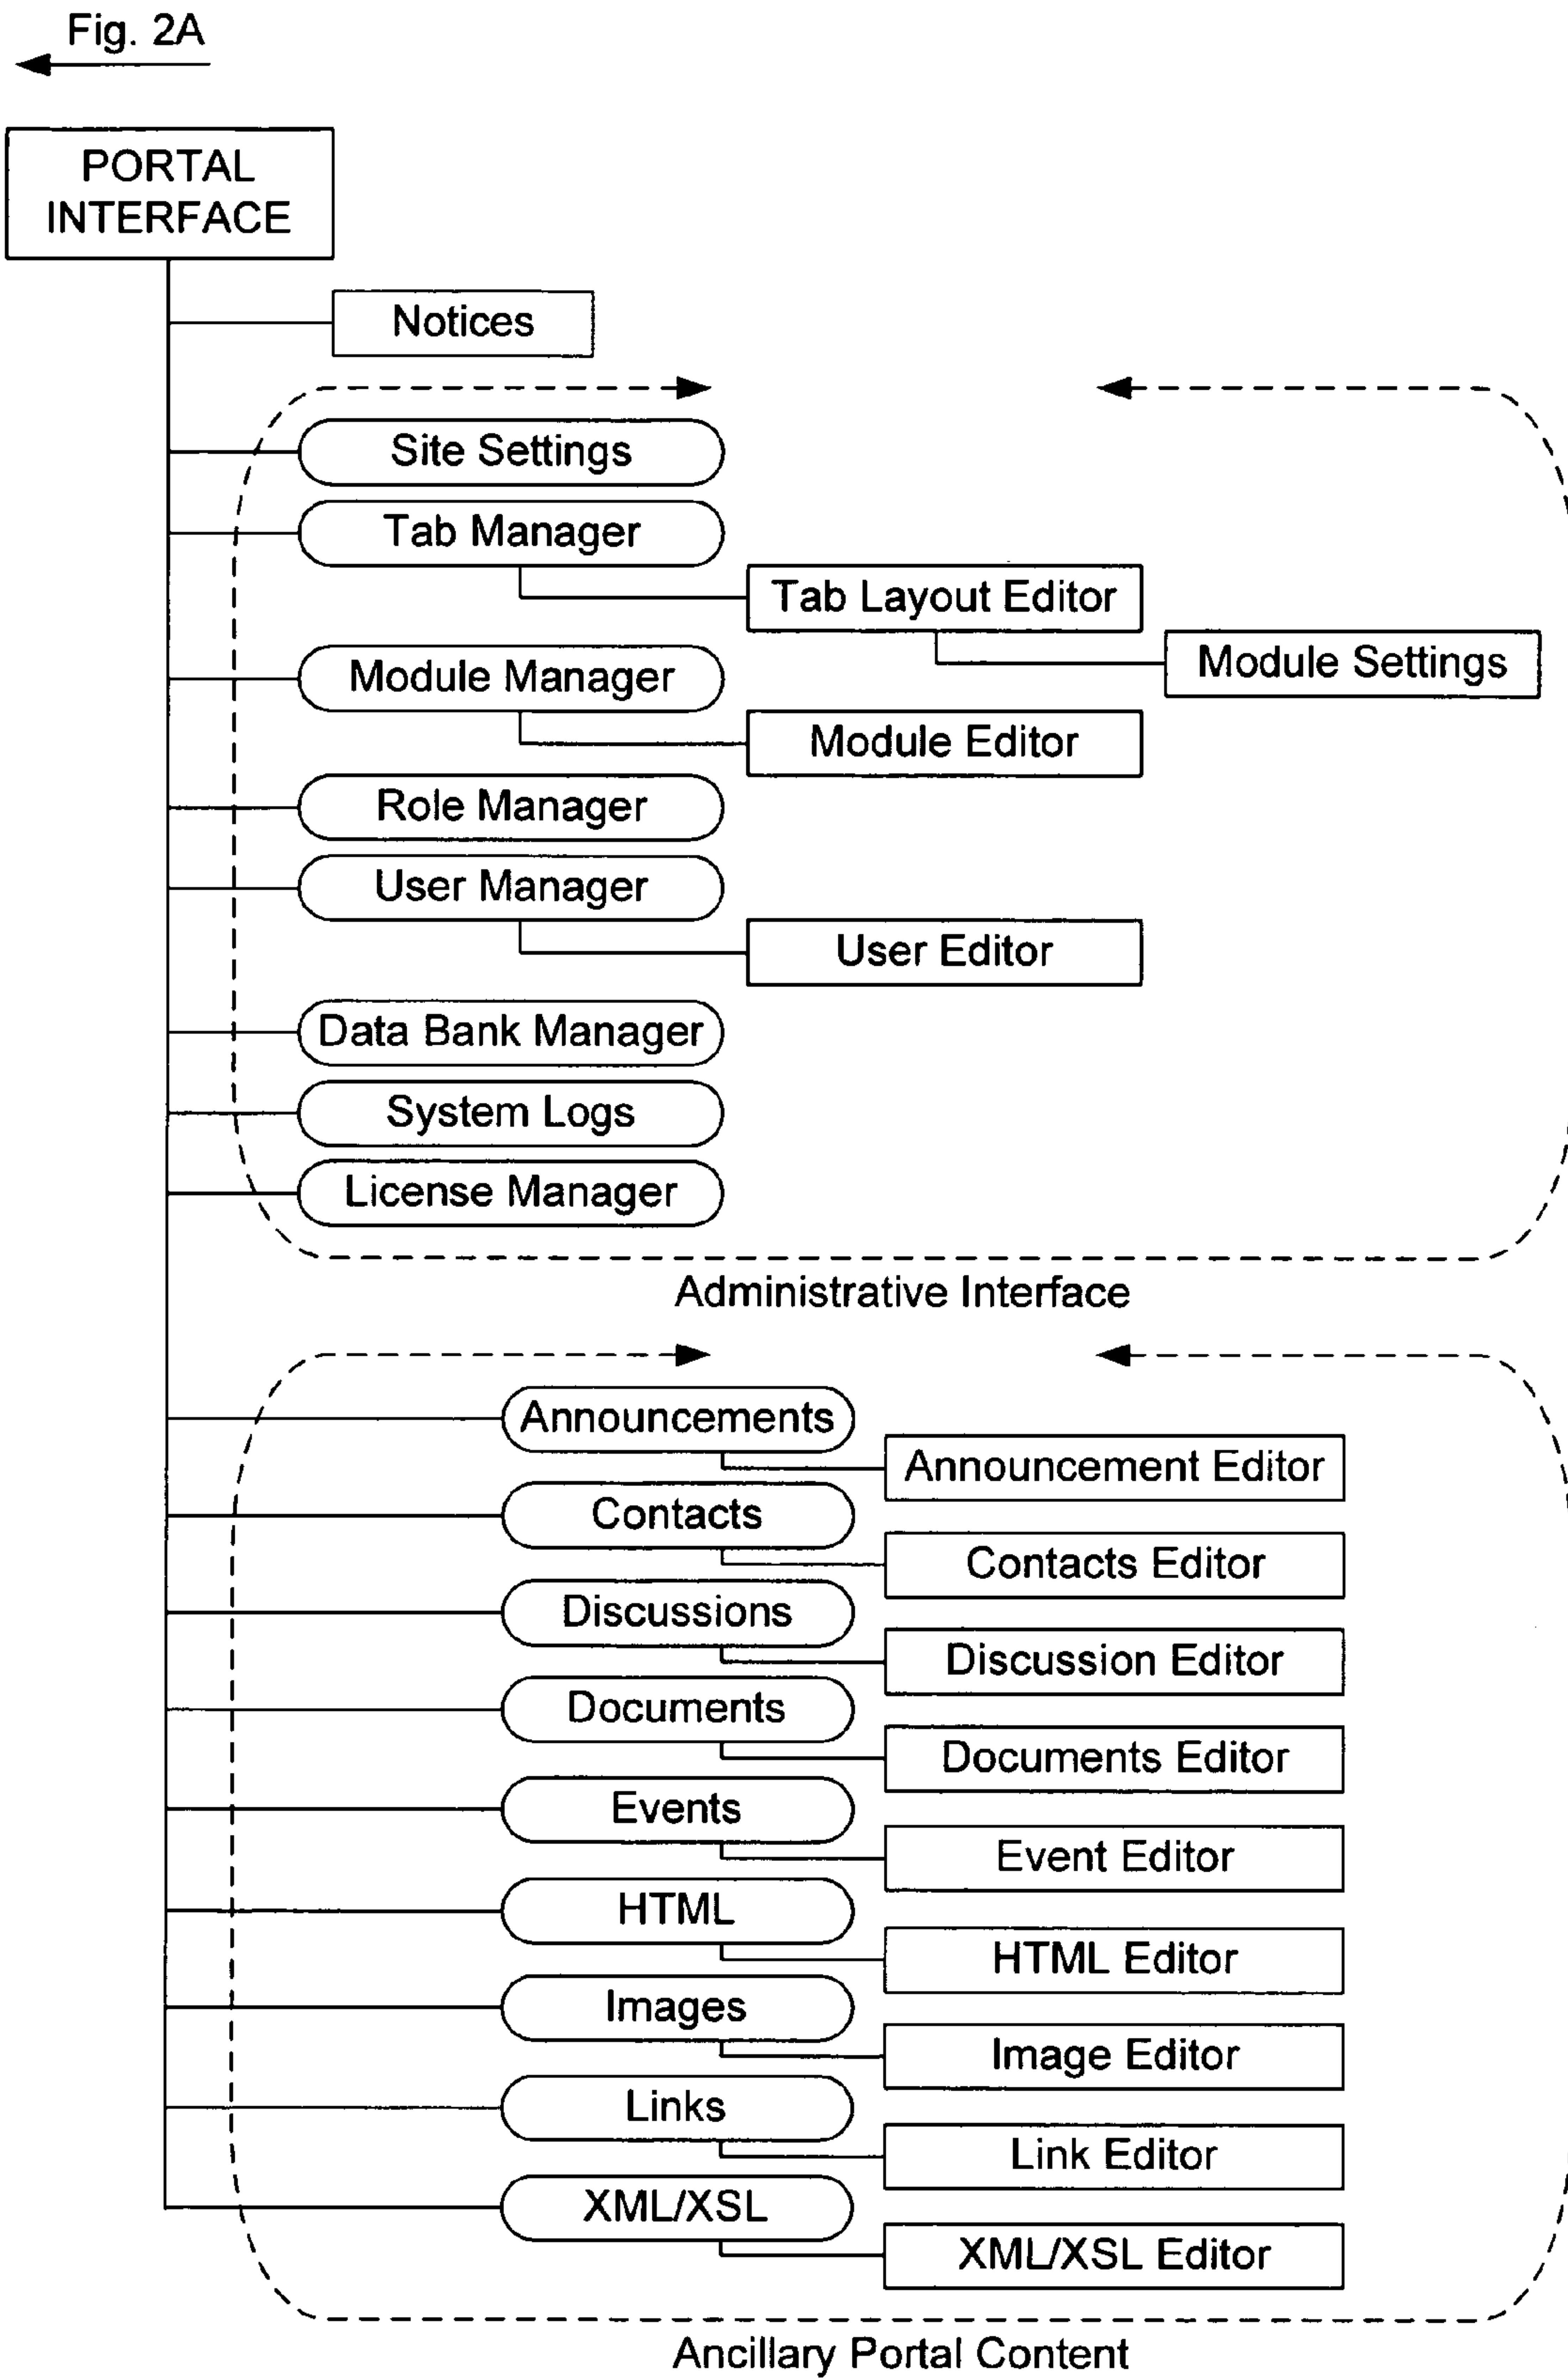 Fig. 2A
PORTAL
INTERFACE
Notices
Site Settings
Tab Manager
Tab Layout Editor
Module Settings
Module Manager
Module Editor
Role Manager
User Manager
User Editor
Data Bank Manager
System Logs
License Manager
Administrative Interface
Announcements
Announcement Editor
Contacts
Contacts Editor
Discussions
Discussion Editor
Documents
Documents Editor
Events
Event Editor
HTML
HTML Editor
Images
Image Editor
Links
Link Editor
XML/XSL
XML/XSL Editor
Ancillary Portal Content